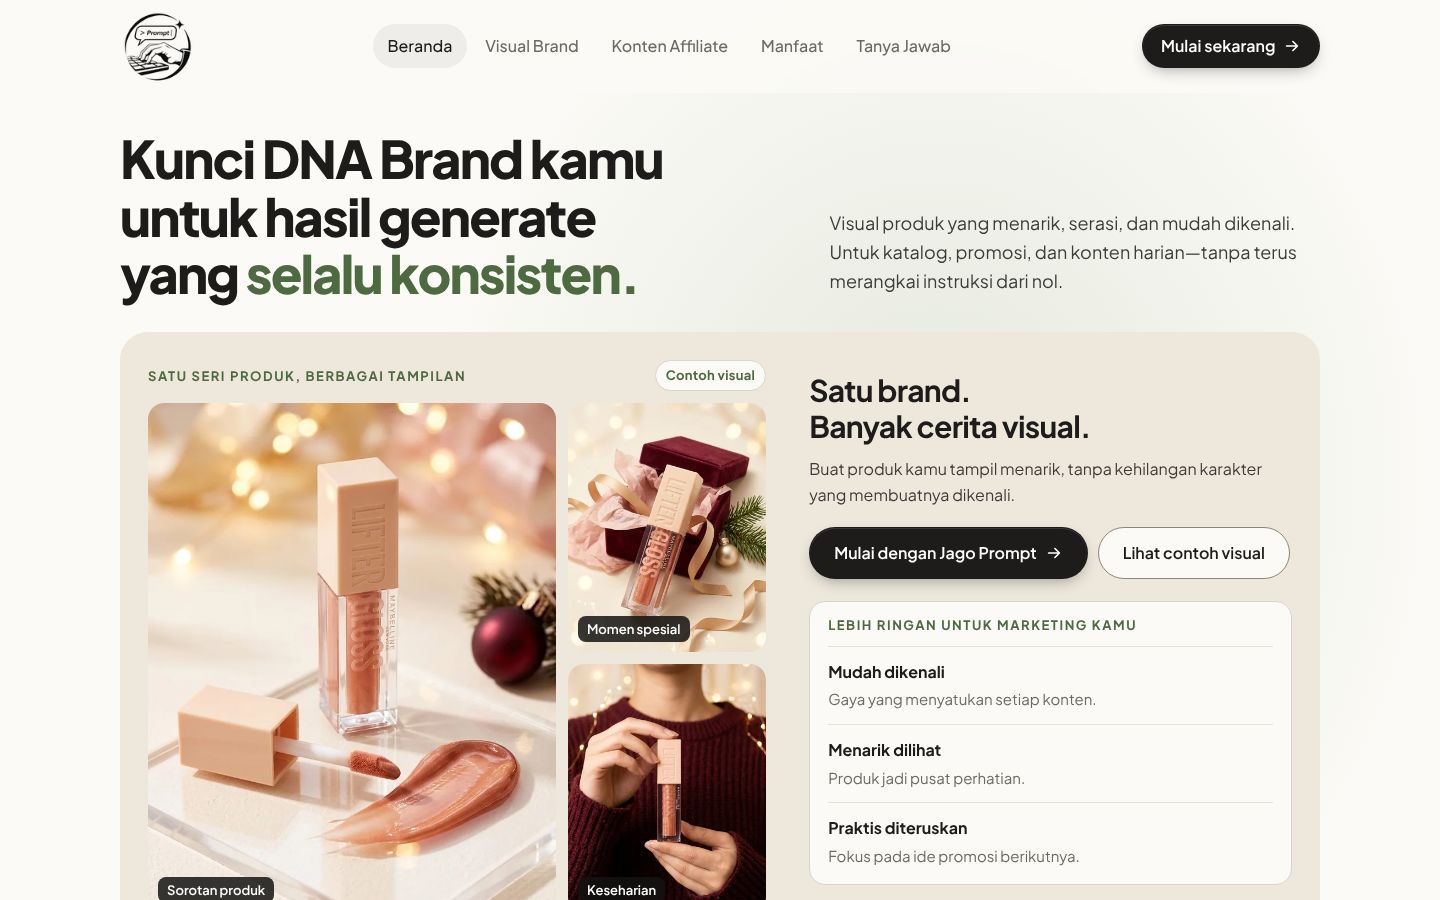 > Prompt|
Beranda
Visual Brand
Konten Affiliate
Manfaat
Tanya Jawab
Mulai sekarang →
Kunci DNA Brand kamu
untuk hasil generate
yang selalu konsisten.
Visual produk yang menarik, serasi, dan mudah dikenali.
Untuk katalog, promosi, dan konten harian—tanpa terus
merangkai instruksi dari nol.
SATU SERI PRODUK, BERBAGAI TAMPILAN
Contoh visual
LIFTER
GLOSS
MAYBELLINE
LIFTER
GLOSS
Momen spesial
LIFTER
GLOSS
Sorotan produk
Keseharian
Satu brand.
Banyak cerita visual.
Buat produk kamu tampil menarik, tanpa kehilangan karakter
yang membuatnya dikenali.
Mulai dengan Jago Prompt →
Lihat contoh visual
LEBIH RINGAN UNTUK MARKETING KAMU
Mudah dikenali
Gaya yang menyatukan setiap konten.
Menarik dilihat
Produk jadi pusat perhatian.
Praktis diteruskan
Fokus pada ide promosi berikutnya.